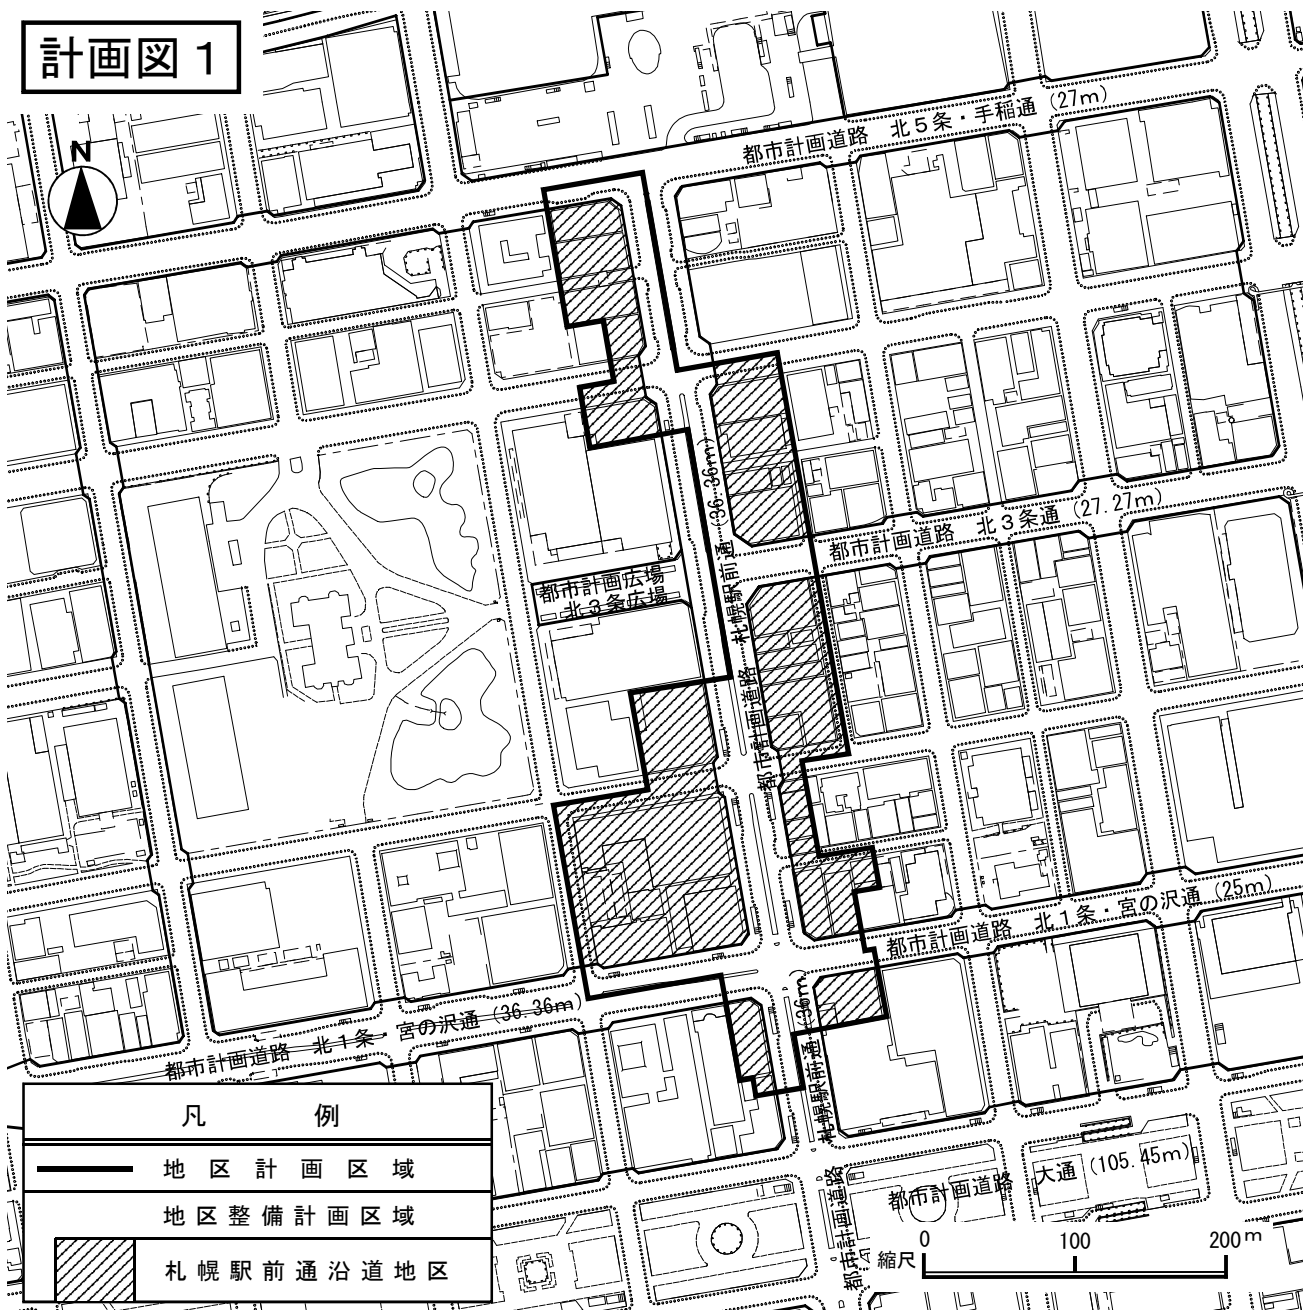 計画図１
N
都市計画道路　北５条・手稲通（27m）
都市計画道路　札幌駅前通（36.36m）
都市計画道路　北３条通（27.27m）
都市計画広場
北３条広場
都市計画道路　北１条・宮の沢通（25m）
都市計画道路　北１条・宮の沢通（36.36m）
都市計画道路　札幌駅前通（36m）
都市計画道路　大通（105.45m）
凡例
地区計画区域
地区整備計画区域
札幌駅前通沿道地区
縮尺
0 100 200m